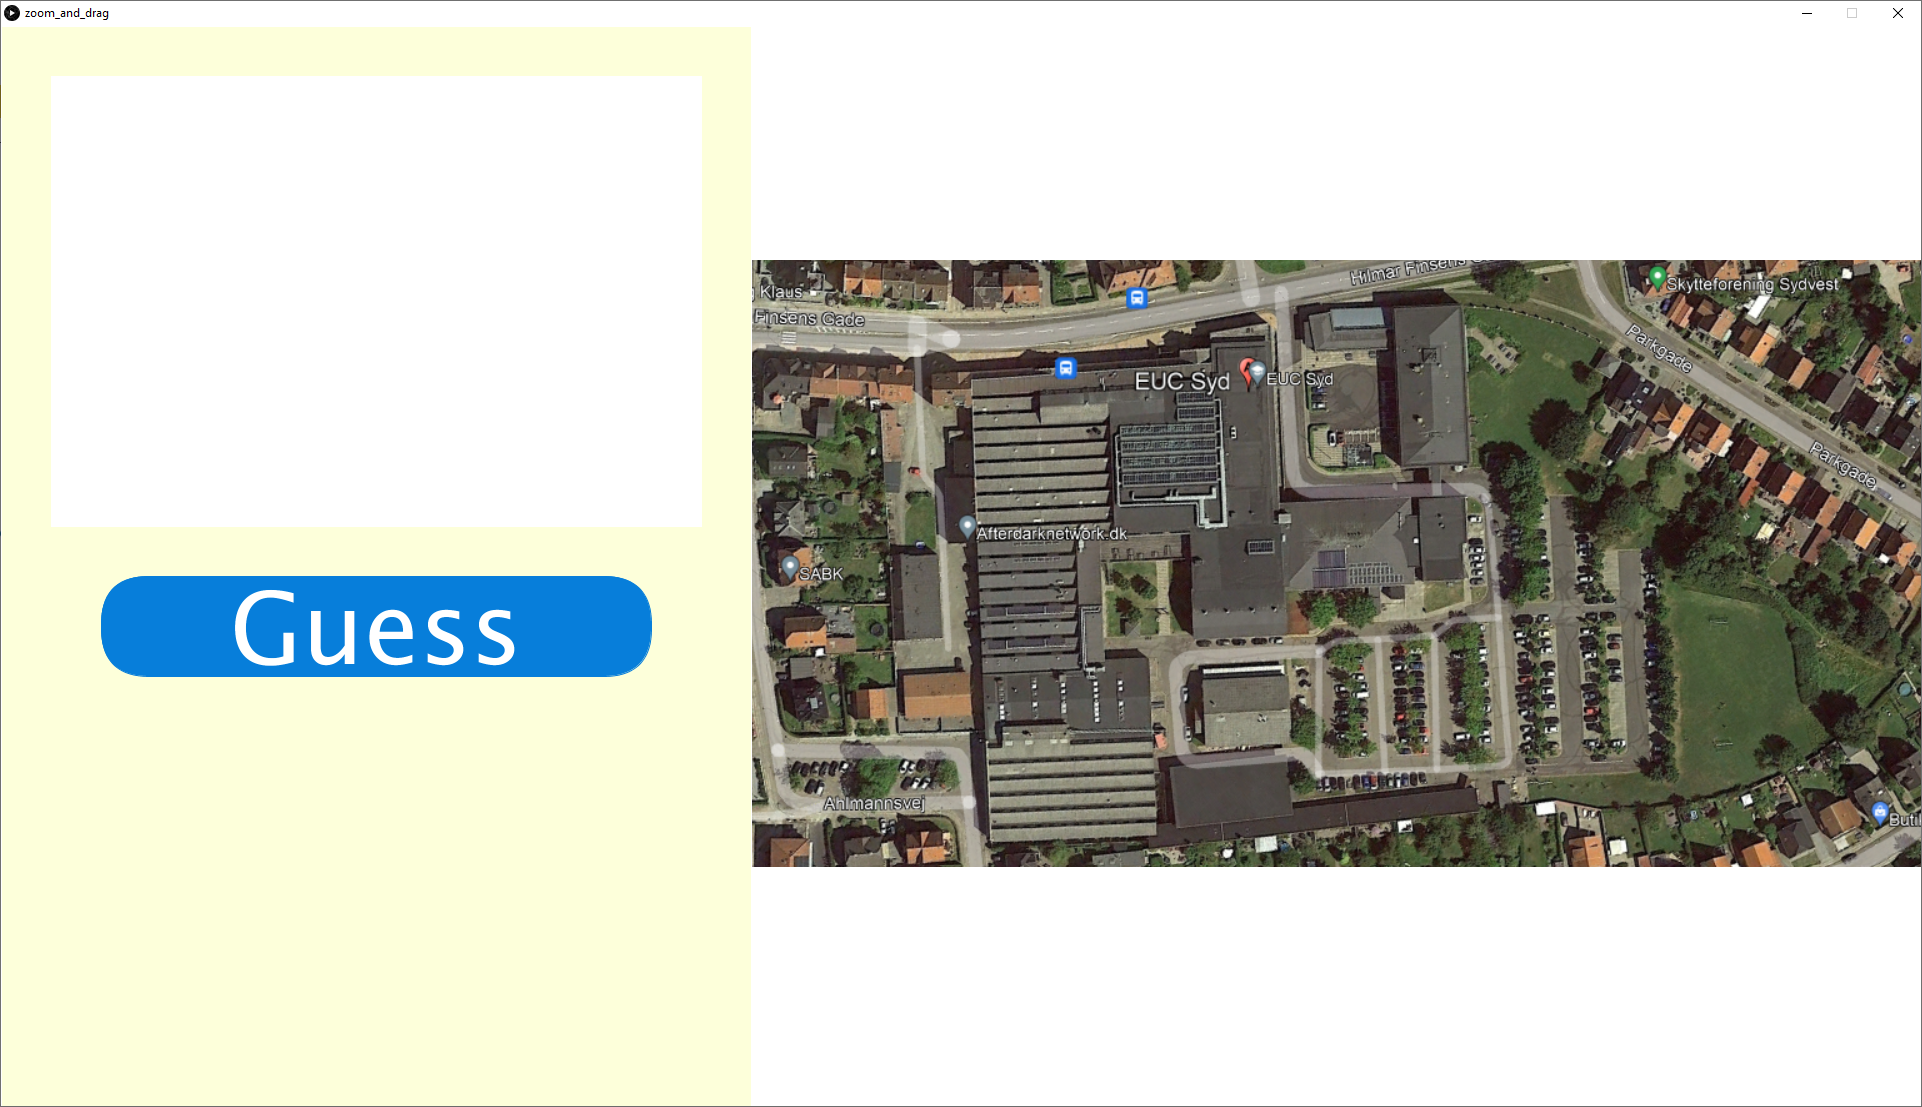 zoom_and_drag
Guess
Hilmar Finsens
Skytteforening Sydvest
Klaus
Finsens Gade
Parkgade
EUC Syd
EUC Syd
Parkgade
Afterdarknetwork.dk
SABK
Ahlmannsvej
Butik